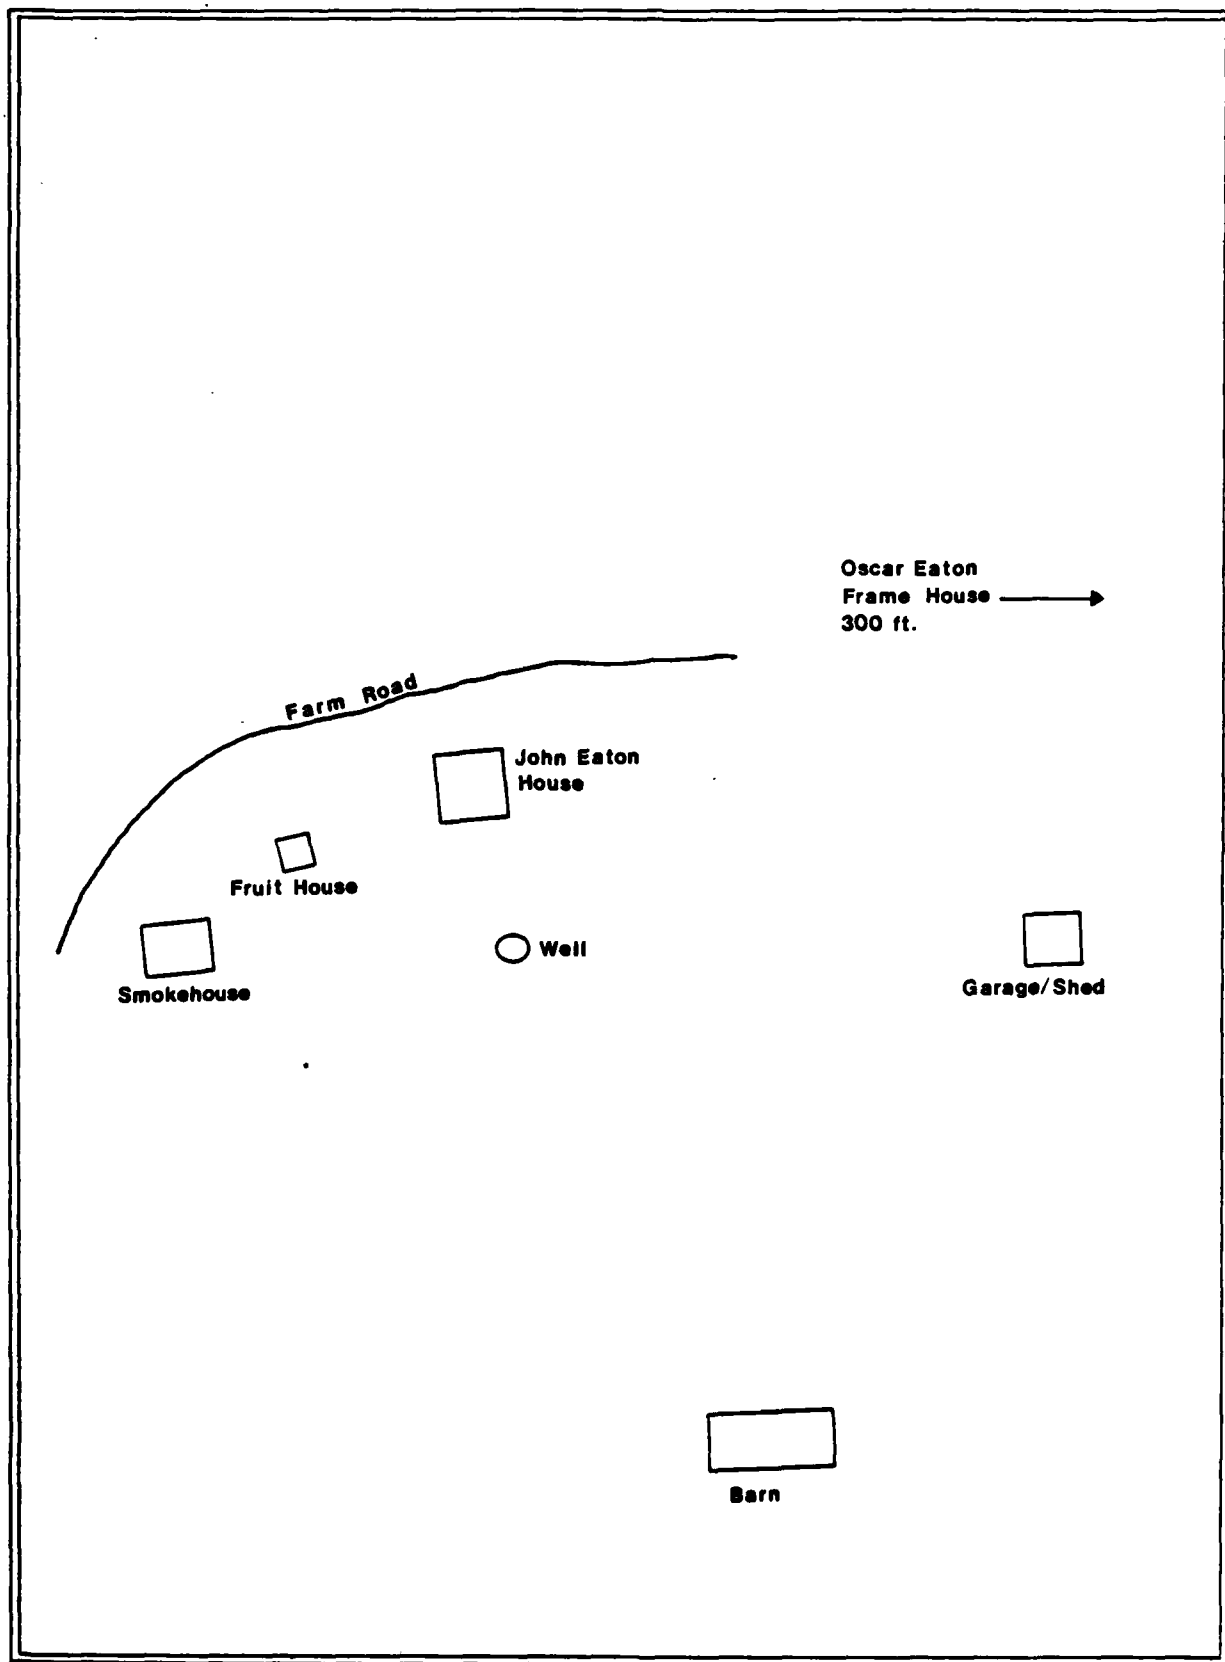 Oscar Eaton
Frame House
300 ft.
Farm Road
John Eaton
House
Fruit House
Well
Smokehouse
Garage/Shed
Barn